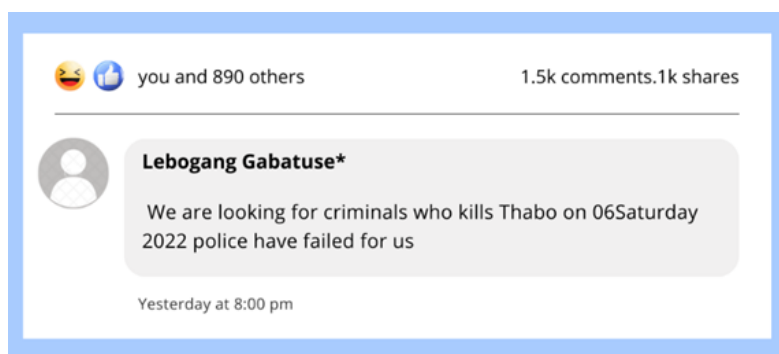 you and 890 others 1.5k comments.1k shares
Lebogang Gabatuse*
We are looking for criminals who kills Thabo on 06Saturday
2022 police have failed for us
Yesterday at 8:00 pm